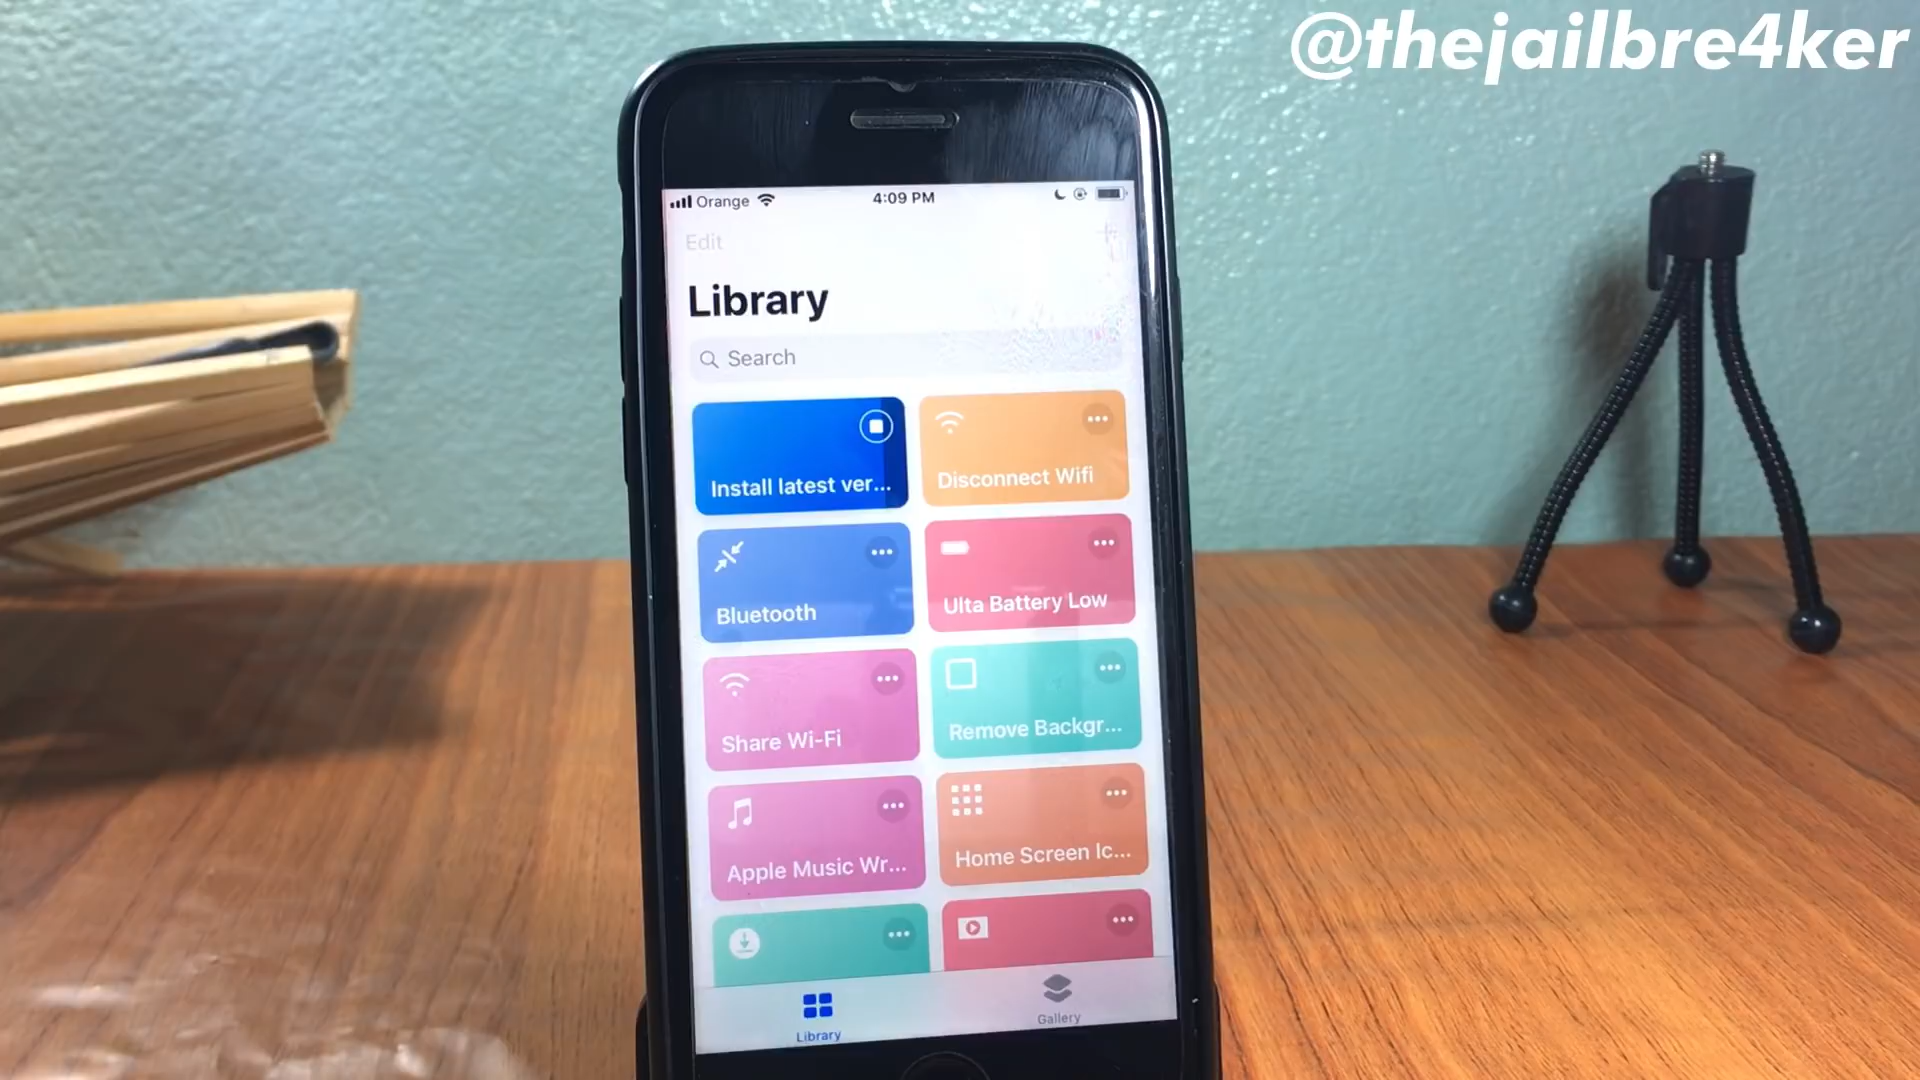 @thejailbre4ker
Orange
4:09 PM
Edit
Library
Search
Install latest ver...
Disconnect Wifi
Bluetooth
Ulta Battery Low
Share Wi-Fi
Remove Backgr...
Apple Music Wr...
Home Screen Ic...
Library
Gallery